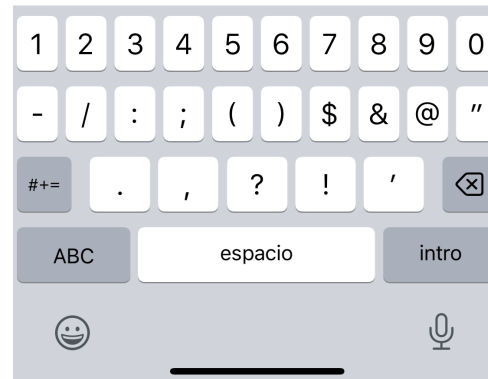 1 2 3 4 5 6 7 8 9 0
- / : ; ( ) $ & @ "
#+= . , ? ! '
ABC espacio intro